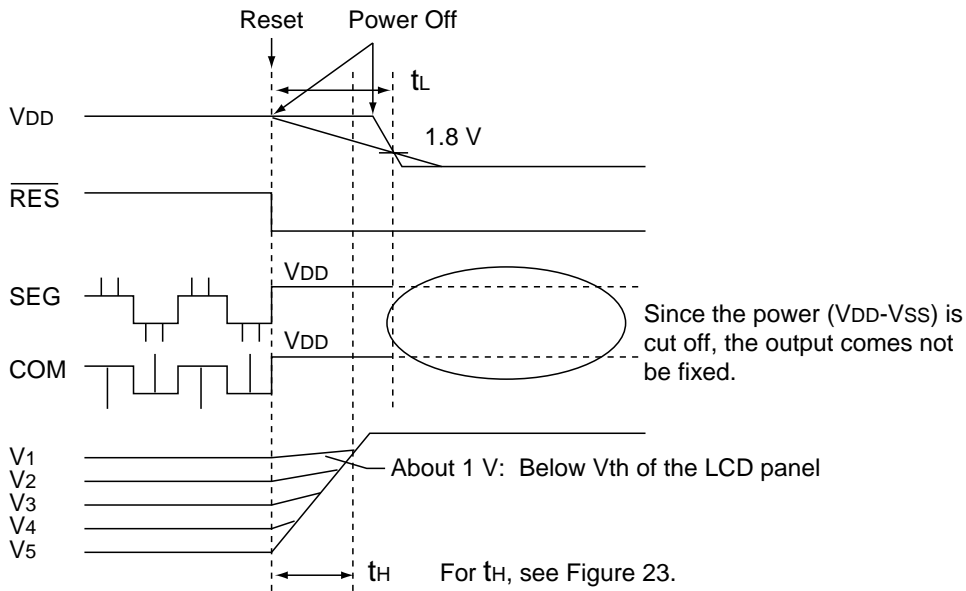 Reset Power Off
tL
VDD
1.8 V
RES
VDD
SEG
VDD
COM
Since the power (VDD-VSS) is
cut off, the output comes not
be fixed.
V1
About 1 V: Below Vth of the LCD panel
V2
V3
V4
V5
tH For tH, see Figure 23.